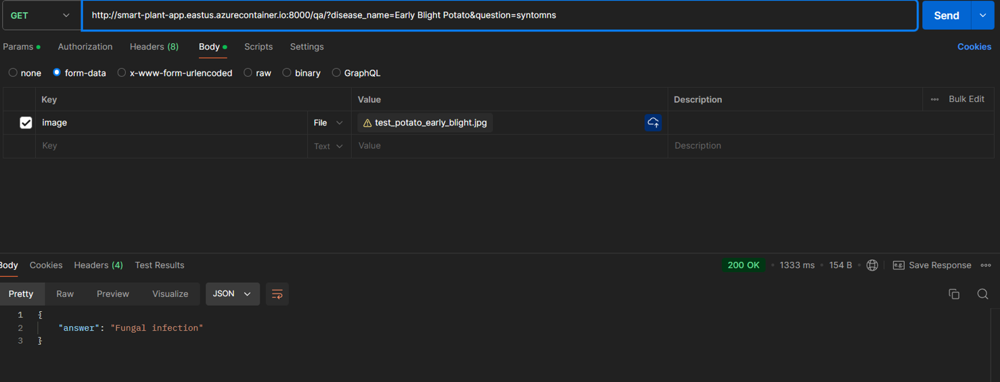 GET http://smart-plant-app.eastus.azurecontainer.io:8000/qa/?disease_name=Early Blight Potato&question=syntomns Send
Params Authorization Headers (8) Body Scripts Settings Cookies
none form-data x-www-form-urlencoded raw binary GraphQL
Key Value Description Bulk Edit
image File test_potato_early_blight.jpg
Key Text Value Description
Body Cookies Headers (4) Test Results 200 OK 1333 ms 154 B e.g. Save Response
Pretty Raw Preview Visualize JSON
1 {
2 "answer": "Fungal infection"
3 }